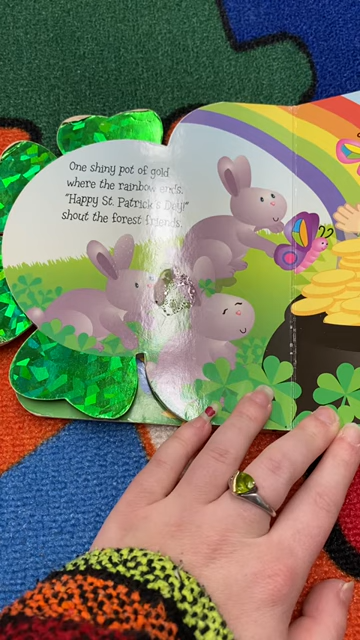 One shiny pot of gold
where the rainbow ends:
"Happy St. Patrick's Day!"
shout the forest friends.